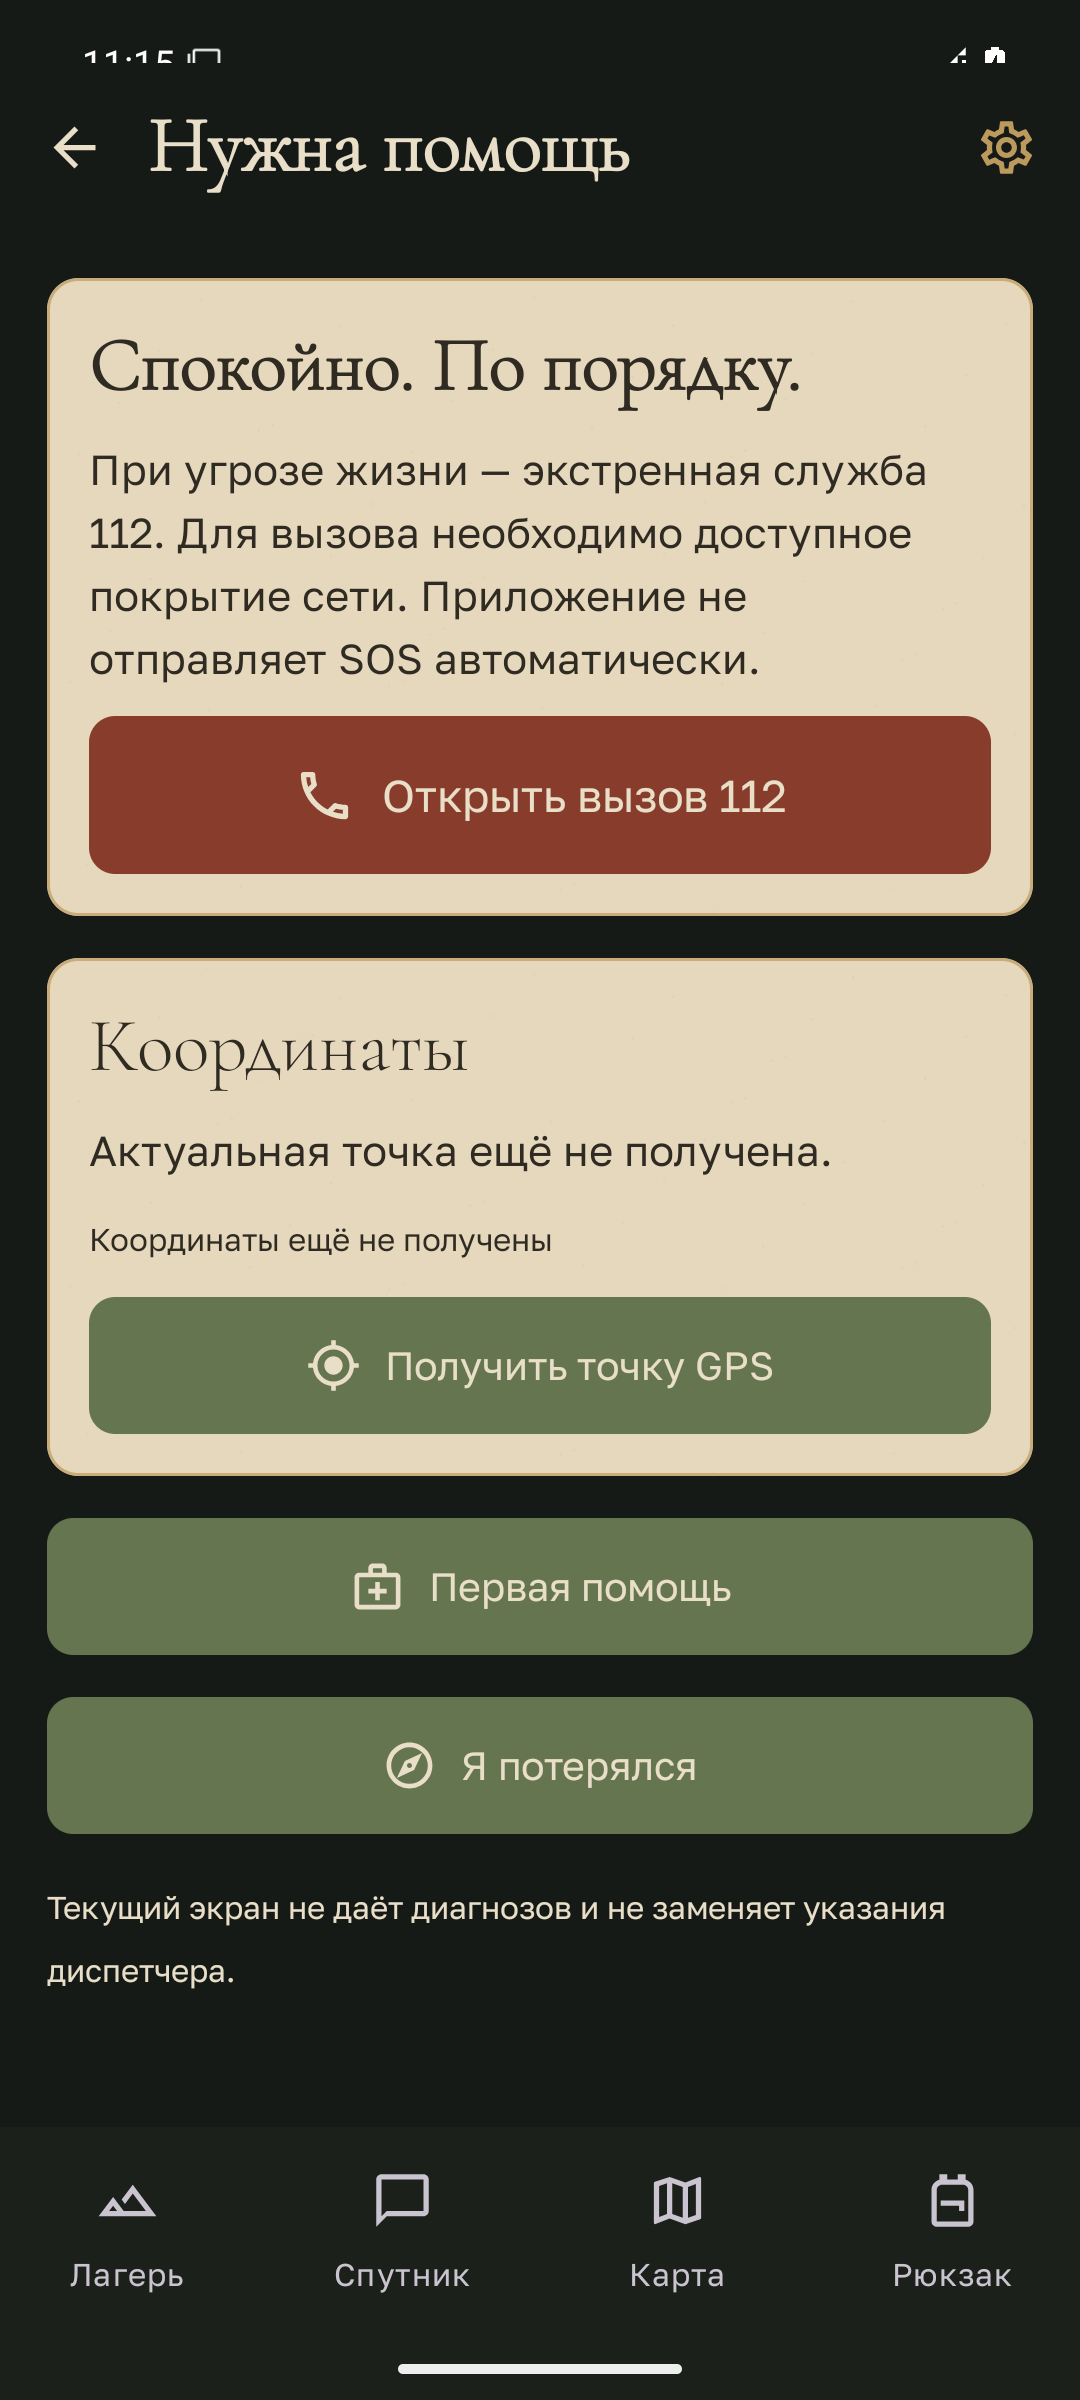 11:15
Нужна помощь
Спокойно. По порядку.
При угрозе жизни — экстренная служба
112. Для вызова необходимо доступное
покрытие сети. Приложение не
отправляет SOS автоматически.
Открыть вызов 112
Координаты
Актуальная точка ещё не получена.
Координаты ещё не получены
Получить точку GPS
Первая помощь
Я потерялся
Текущий экран не даёт диагнозов и не заменяет указания
диспетчера.
Лагерь
Спутник
Карта
Рюкзак